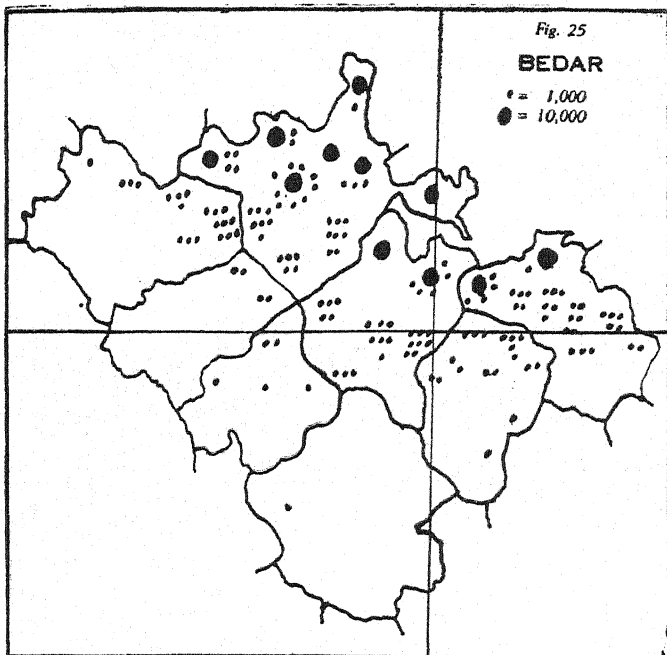 Fig. 25
BEDAR
= 1,000
= 10,000